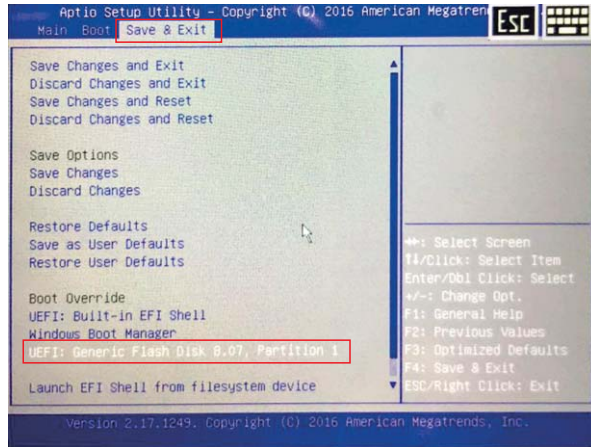 Aptio Setup Utility – Copyright (C) 2016 American Megatren
Esc
Main Boot Save & Exit
Save Changes and Exit
Discard Changes and Exit
Save Changes and Reset
Discard Changes and Reset
Save Options
Save Changes
Discard Changes
Restore Defaults
Save as User Defaults
Restore User Defaults
Boot Override
UEFI: Built-in EFI Shell
Windows Boot Manager
UEFI: Generic Flash Disk 8.07, Partition 1
Launch EFI Shell from filesystem device
→←: Select Screen
↑↓/Click: Select Item
Enter/Dbl Click: Select
+/-: Change Opt.
F1: General Help
F2: Previous Values
F3: Optimized Defaults
F4: Save & Exit
ESC/Right Click: Exit
Version 2.17.1249. Copyright (C) 2016 American Megatrends, Inc.